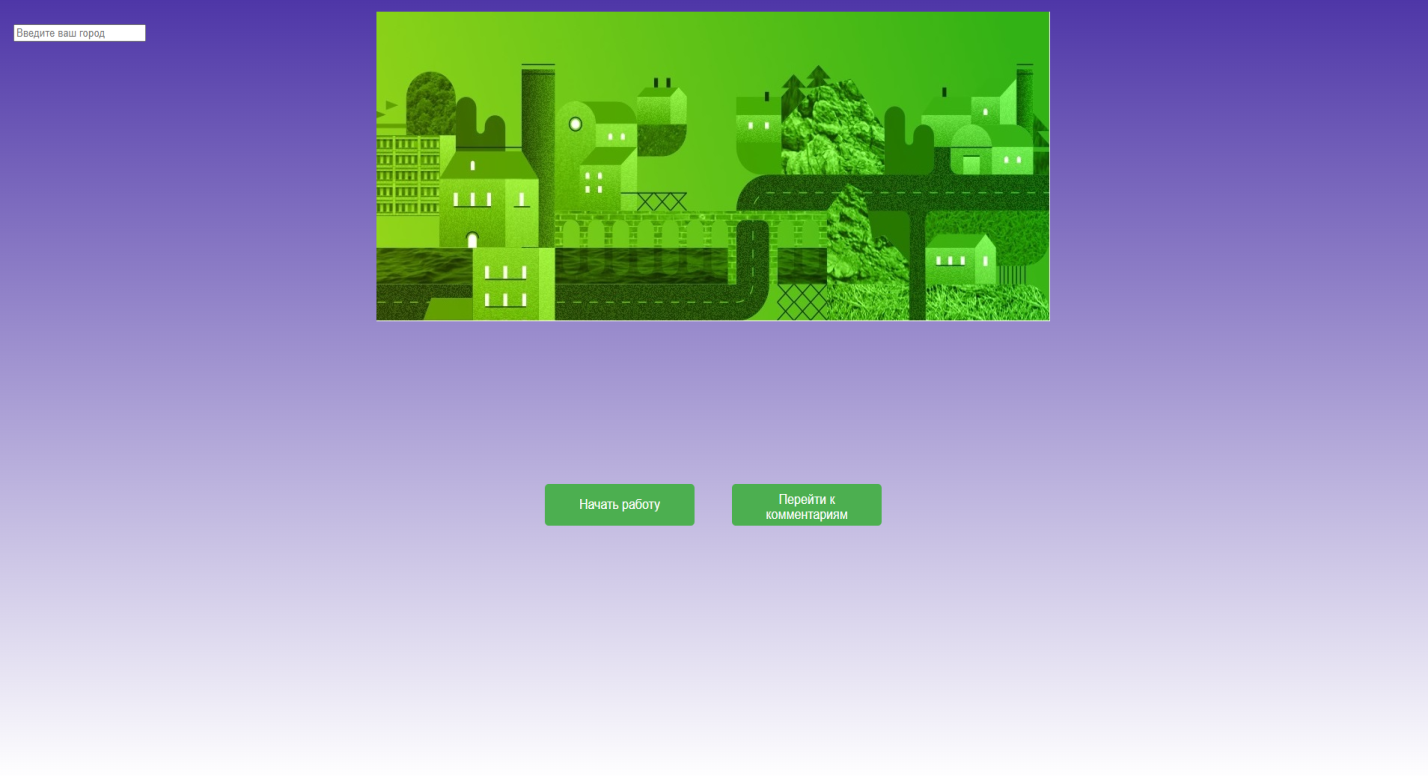 Введите ваш город
Начать работу
Перейти к
комментариям